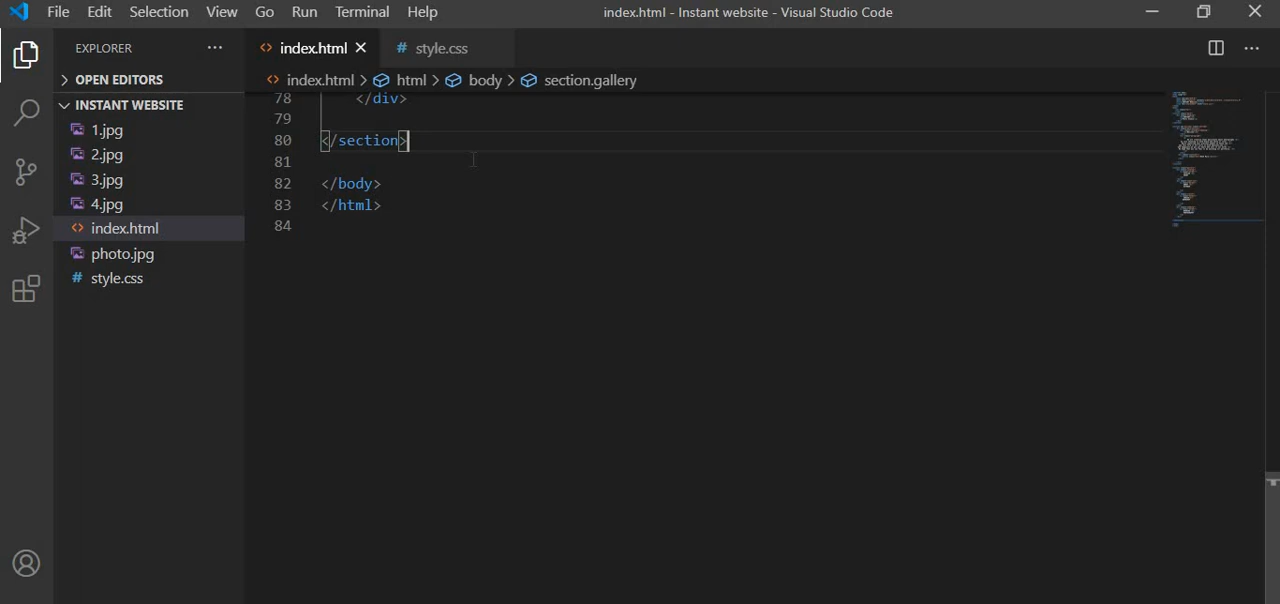 File Edit Selection View Go Run Terminal Help index.html - Instant website - Visual Studio Code
EXPLORER ··· index.html style.css ···
OPEN EDITORS index.html > html > body > section.gallery
INSTANT WEBSITE
1.jpg
2.jpg
3.jpg
4.jpg
index.html
photo.jpg
style.css
78 </div>
79
80 </section>
81
82 </body>
83 </html>
84